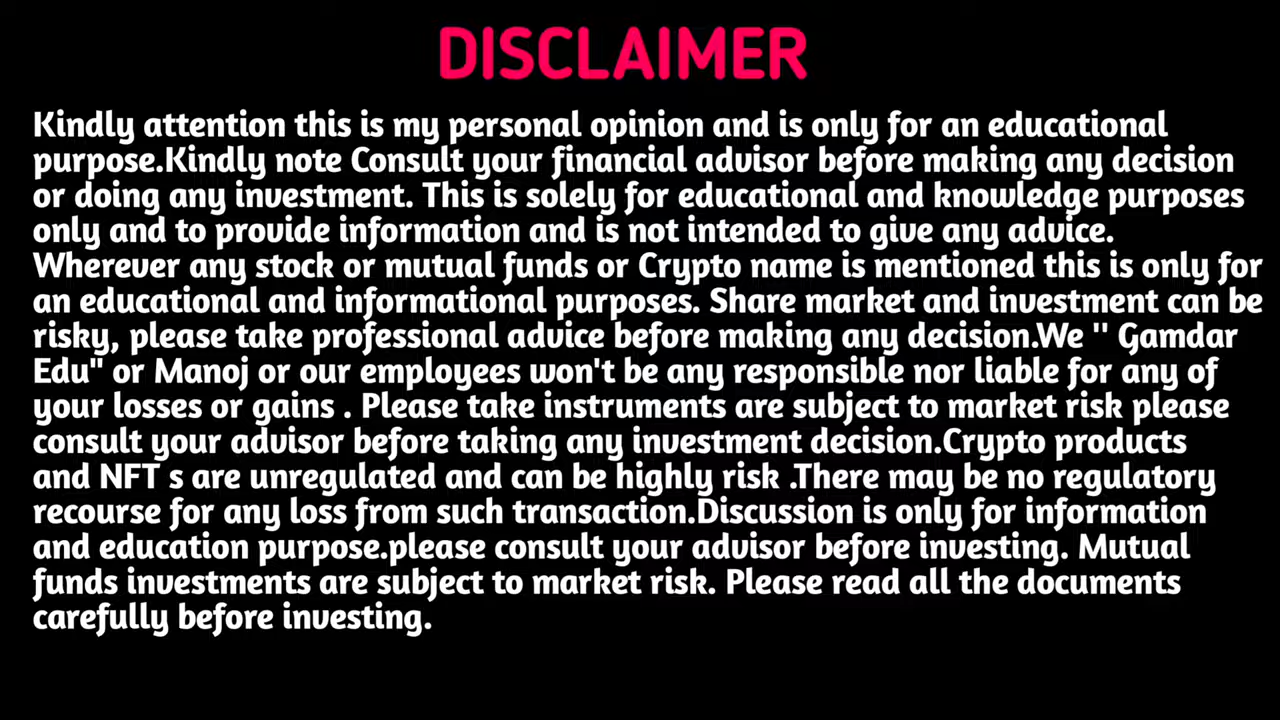 DISCLAIMER
Kindly attention this is my personal opinion and is only for an educational
purpose.Kindly note Consult your financial advisor before making any decision
or doing any investment. This is solely for educational and knowledge purposes
only and to provide information and is not intended to give any advice.
Wherever any stock or mutual funds or Crypto name is mentioned this is only for
an educational and informational purposes. Share market and investment can be
risky, please take professional advice before making any decision.We '' Gamdar
Edu" or Manoj or our employees won't be any responsible nor liable for any of
your losses or gains . Please take instruments are subject to market risk please
consult your advisor before taking any investment decision.Crypto products
and NFT s are unregulated and can be highly risk .There may be no regulatory
recourse for any loss from such transaction.Discussion is only for information
and education purpose.please consult your advisor before investing. Mutual
funds investments are subject to market risk. Please read all the documents
carefully before investing.